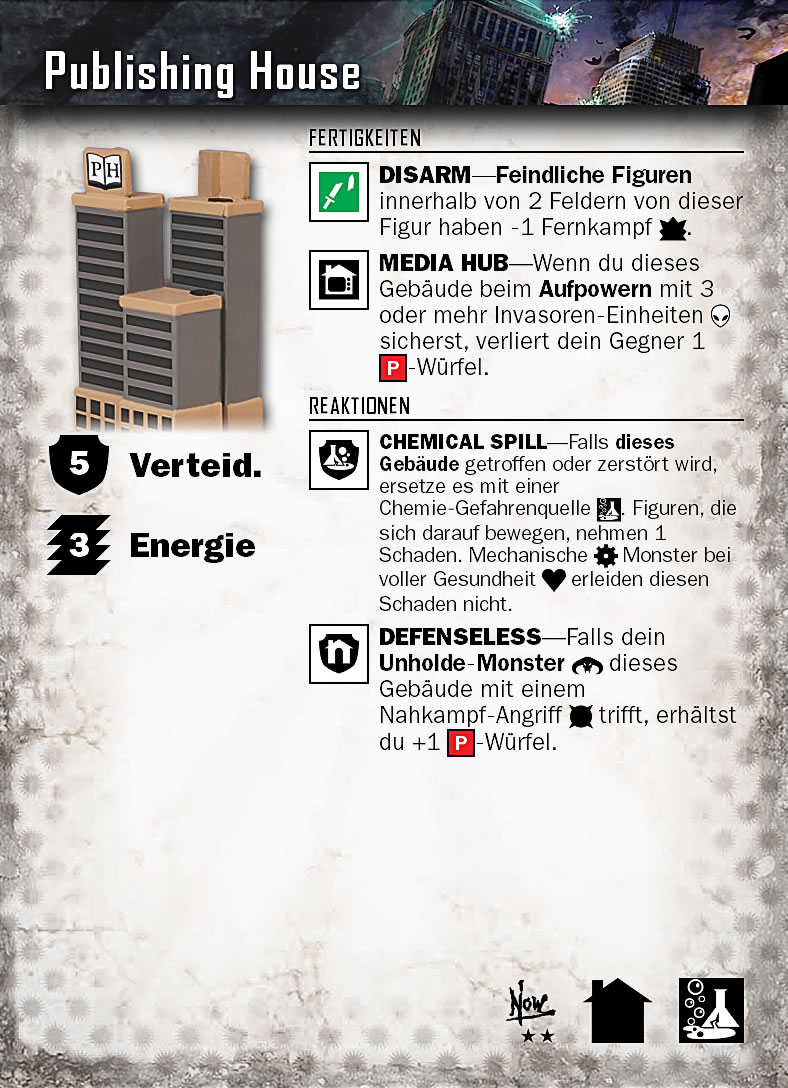 Publishing House
FERTIGKEITEN
PH
DISARM—Feindliche Figuren
innerhalb von 2 Feldern von dieser
Figur haben -1 Fernkampf .
MEDIA HUB—Wenn du dieses
Gebäude beim Aufpowern mit 3
oder mehr Invasoren-Einheiten
sicherst, verliert dein Gegner 1
P-Würfel.
REAKTIONEN
5 Verteid.
3 Energie
CHEMICAL SPILL—Falls dieses
Gebäude getroffen oder zerstört wird,
ersetze es mit einer
Chemie-Gefahrenquelle . Figuren, die
sich darauf bewegen, nehmen 1
Schaden. Mechanische Monster bei
voller Gesundheit erleiden diesen
Schaden nicht.
DEFENSELESS—Falls dein
Unholde-Monster dieses
Gebäude mit einem
Nahkampf-Angriff trifft, erhältst
du +1 P-Würfel.
Now